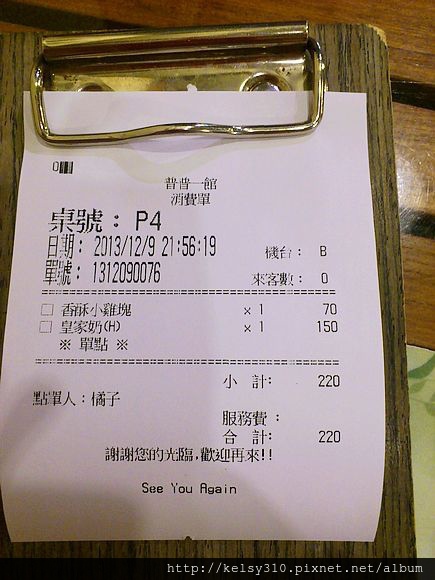 普普一館
消費單
桌號： P4
日期： 2013/12/9 21:56:19 機台： B
單號： 1312090076 來客數： 0
□ 香酥小雞塊 x 1 70
□ 皇家奶(H) x 1 150
※ 單點 ※
小 計: 220
點單人：橘子
服務費 :
合 計: 220
謝謝您的光臨,歡迎再來!!
See You Again
http://kelsy310.pixnet.net/album